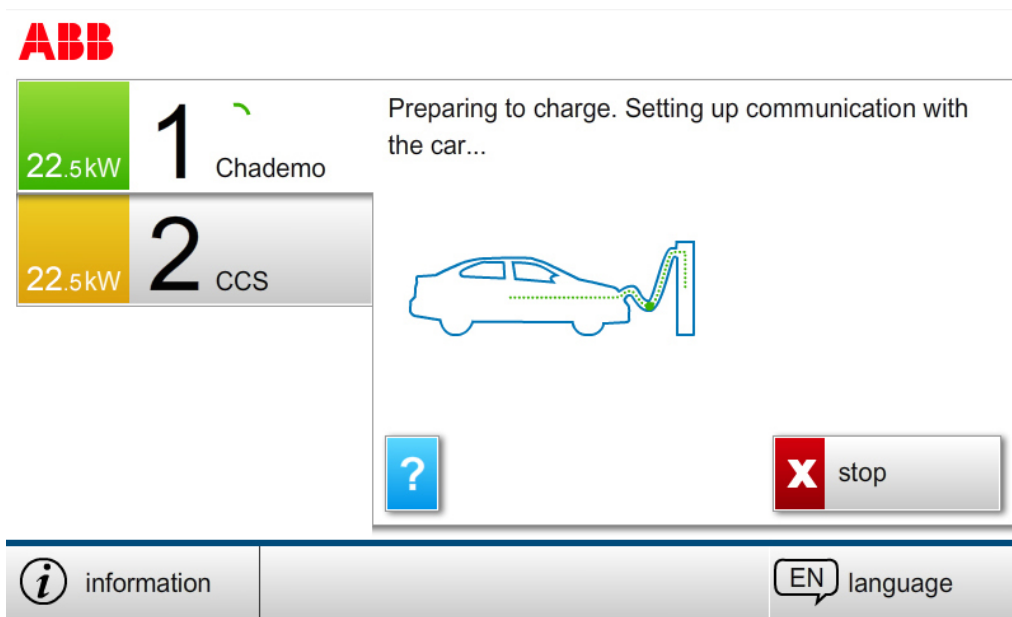 ABB
22.5kW
1
Chademo
22.5kW
2
CCS
Preparing to charge. Setting up communication with
the car...
?
X stop
i information
EN language